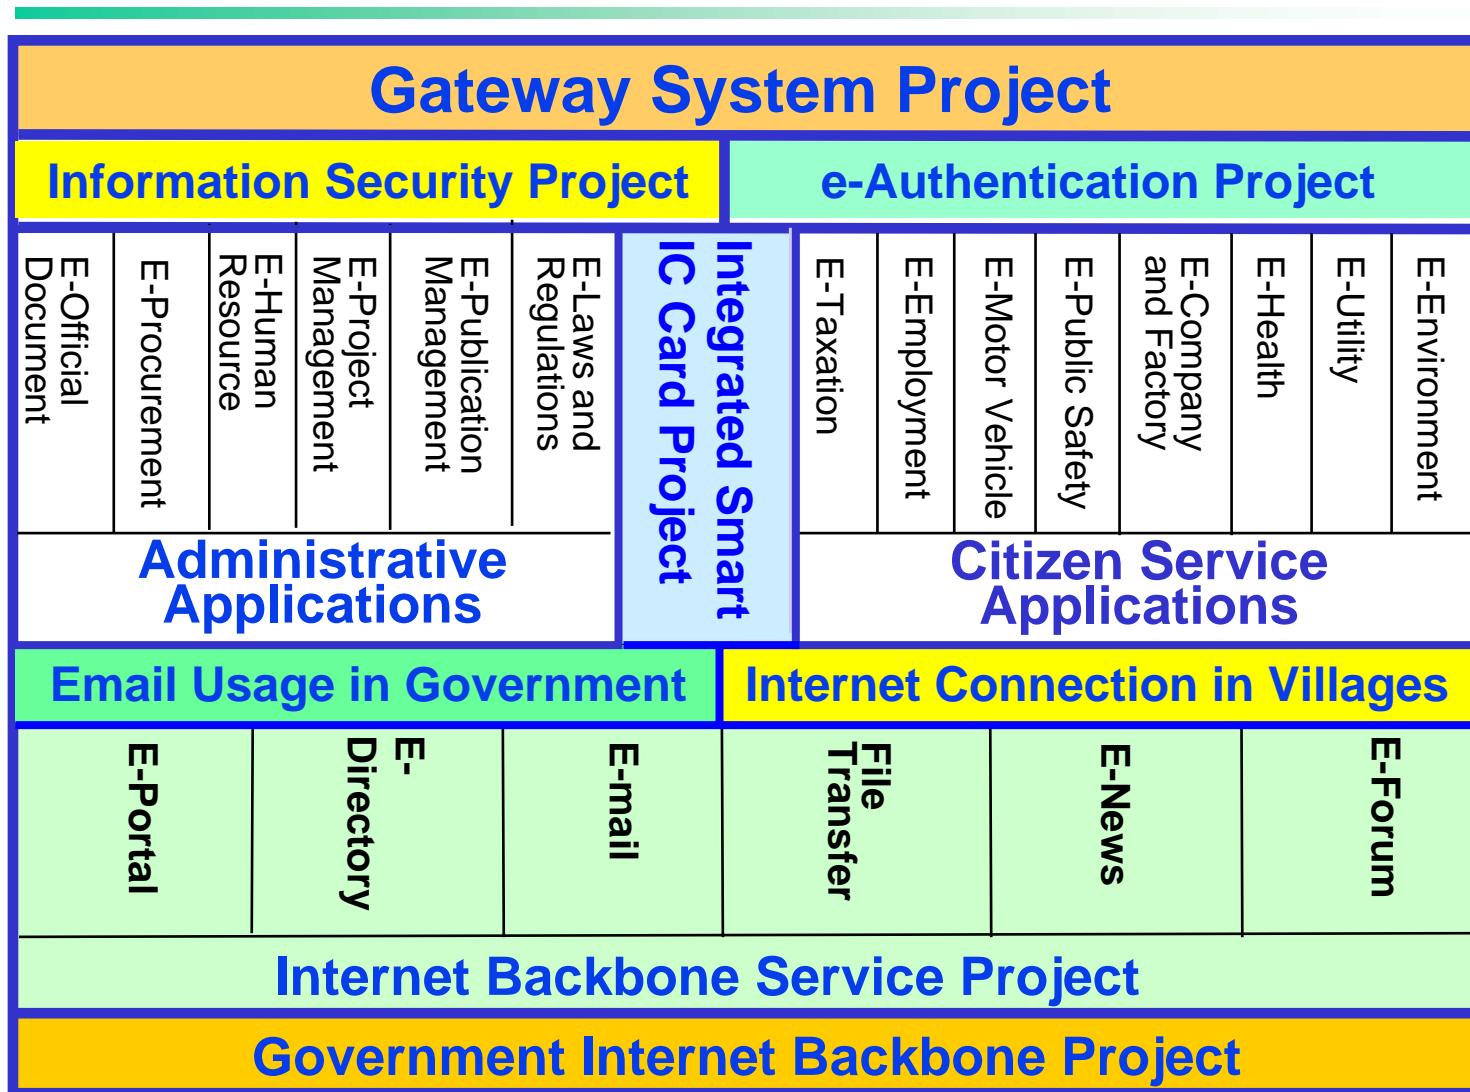 Gateway System Project
Information Security Project
e-Authentication Project
E-Official
Document
E-Procurement
E-Human
Resource
E-Project
Management
E-Publication
Management
E-Laws and
Regulations
Administrative
Applications
Integrated Smart
IC Card Project
E-Taxation
E-Employment
E-Motor Vehicle
E-Public Safety
E-Company
and Factory
E-Health
E-Utility
E-Environment
Citizen Service
Applications
Email Usage in Government
Internet Connection in Villages
E-Portal
E-
Directory
E-mail
File
Transfer
E-News
E-Forum
Internet Backbone Service Project
Government Internet Backbone Project